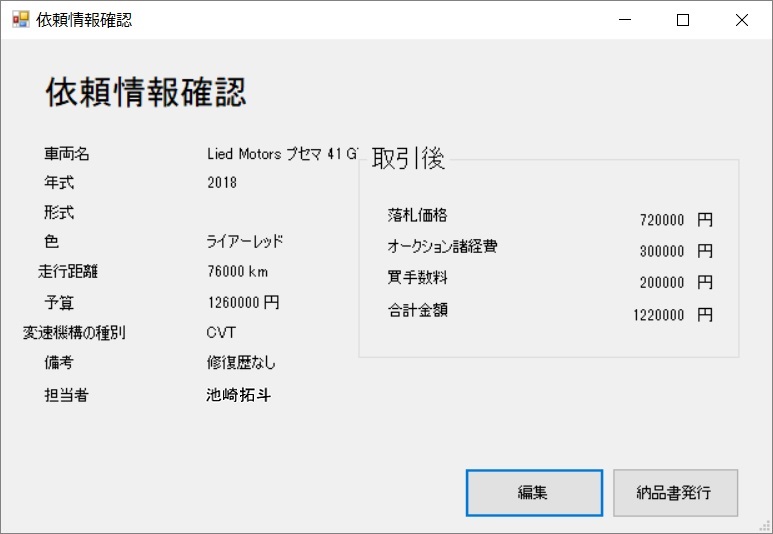 依頼情報確認
依頼情報確認
車両名 Lied Motors プセマ 41 G
年式 2018
形式
色 ライアーレッド
走行距離 76000 km
予算 1260000 円
変速機構の種別 CVT
備考 修復歴なし
担当者 池崎拓斗
取引後
落札価格 720000 円
オークション諸経費 300000 円
買手数料 200000 円
合計金額 1220000 円
編集
納品書発行